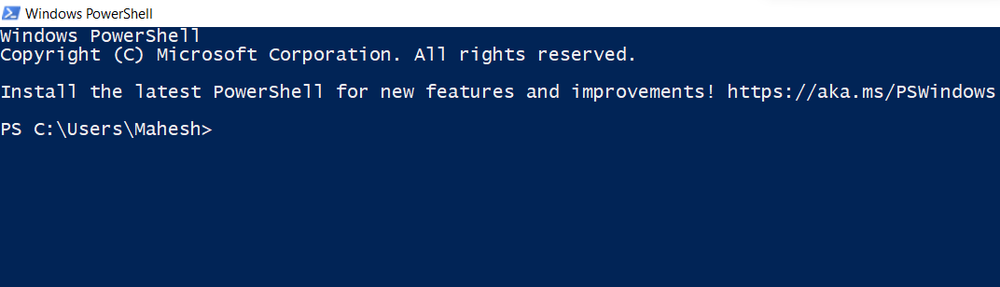 Windows PowerShell
Windows PowerShell
Copyright (C) Microsoft Corporation. All rights reserved.
Install the latest PowerShell for new features and improvements! https://aka.ms/PSWindows
PS C:\Users\Mahesh>